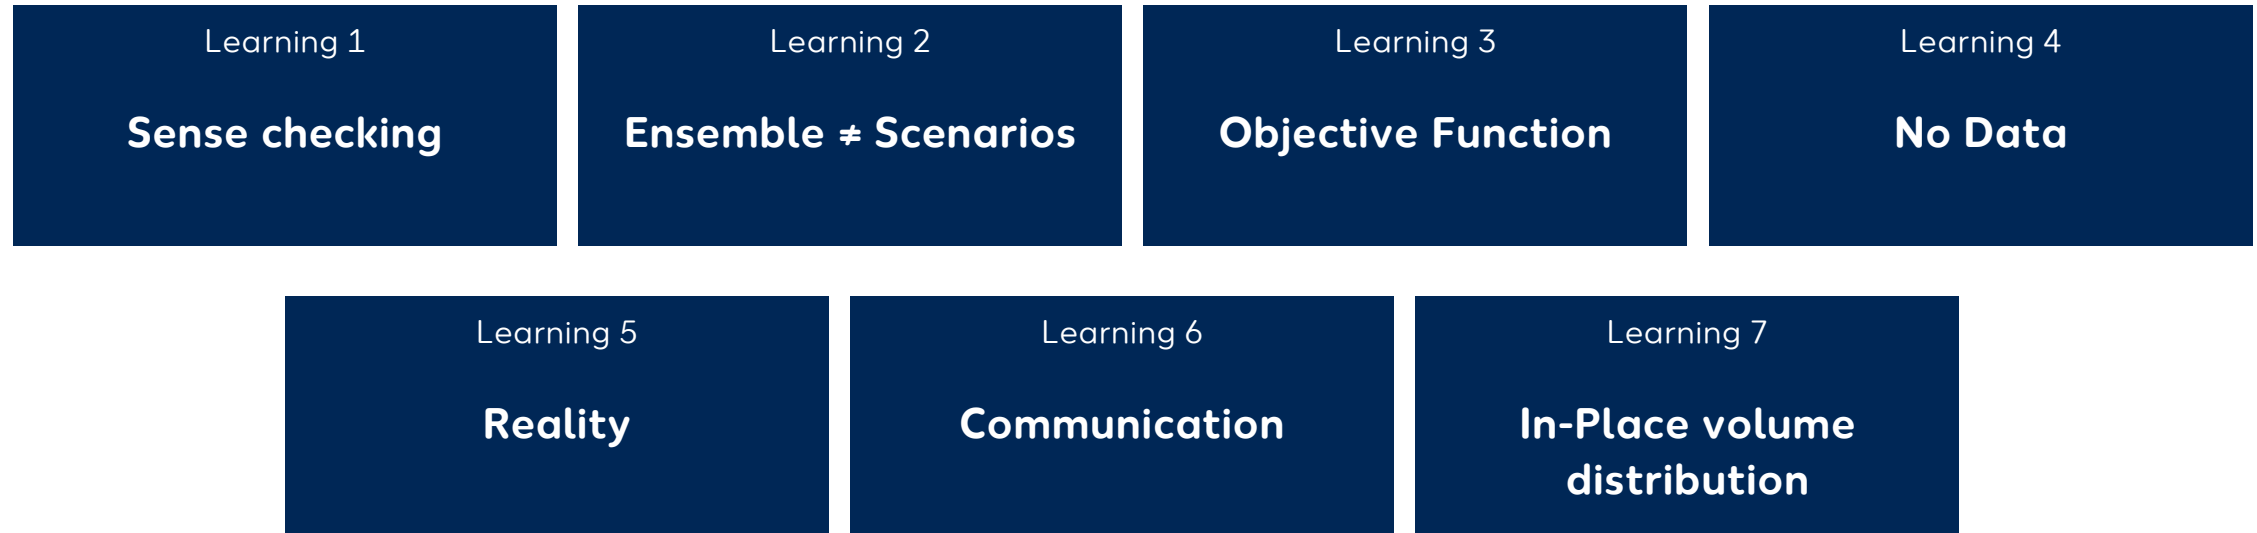 Learning 1
Sense checking
Learning 2
Ensemble ≠ Scenarios
Learning 3
Objective Function
Learning 4
No Data
Learning 5
Reality
Learning 6
Communication
Learning 7
In-Place volume
distribution